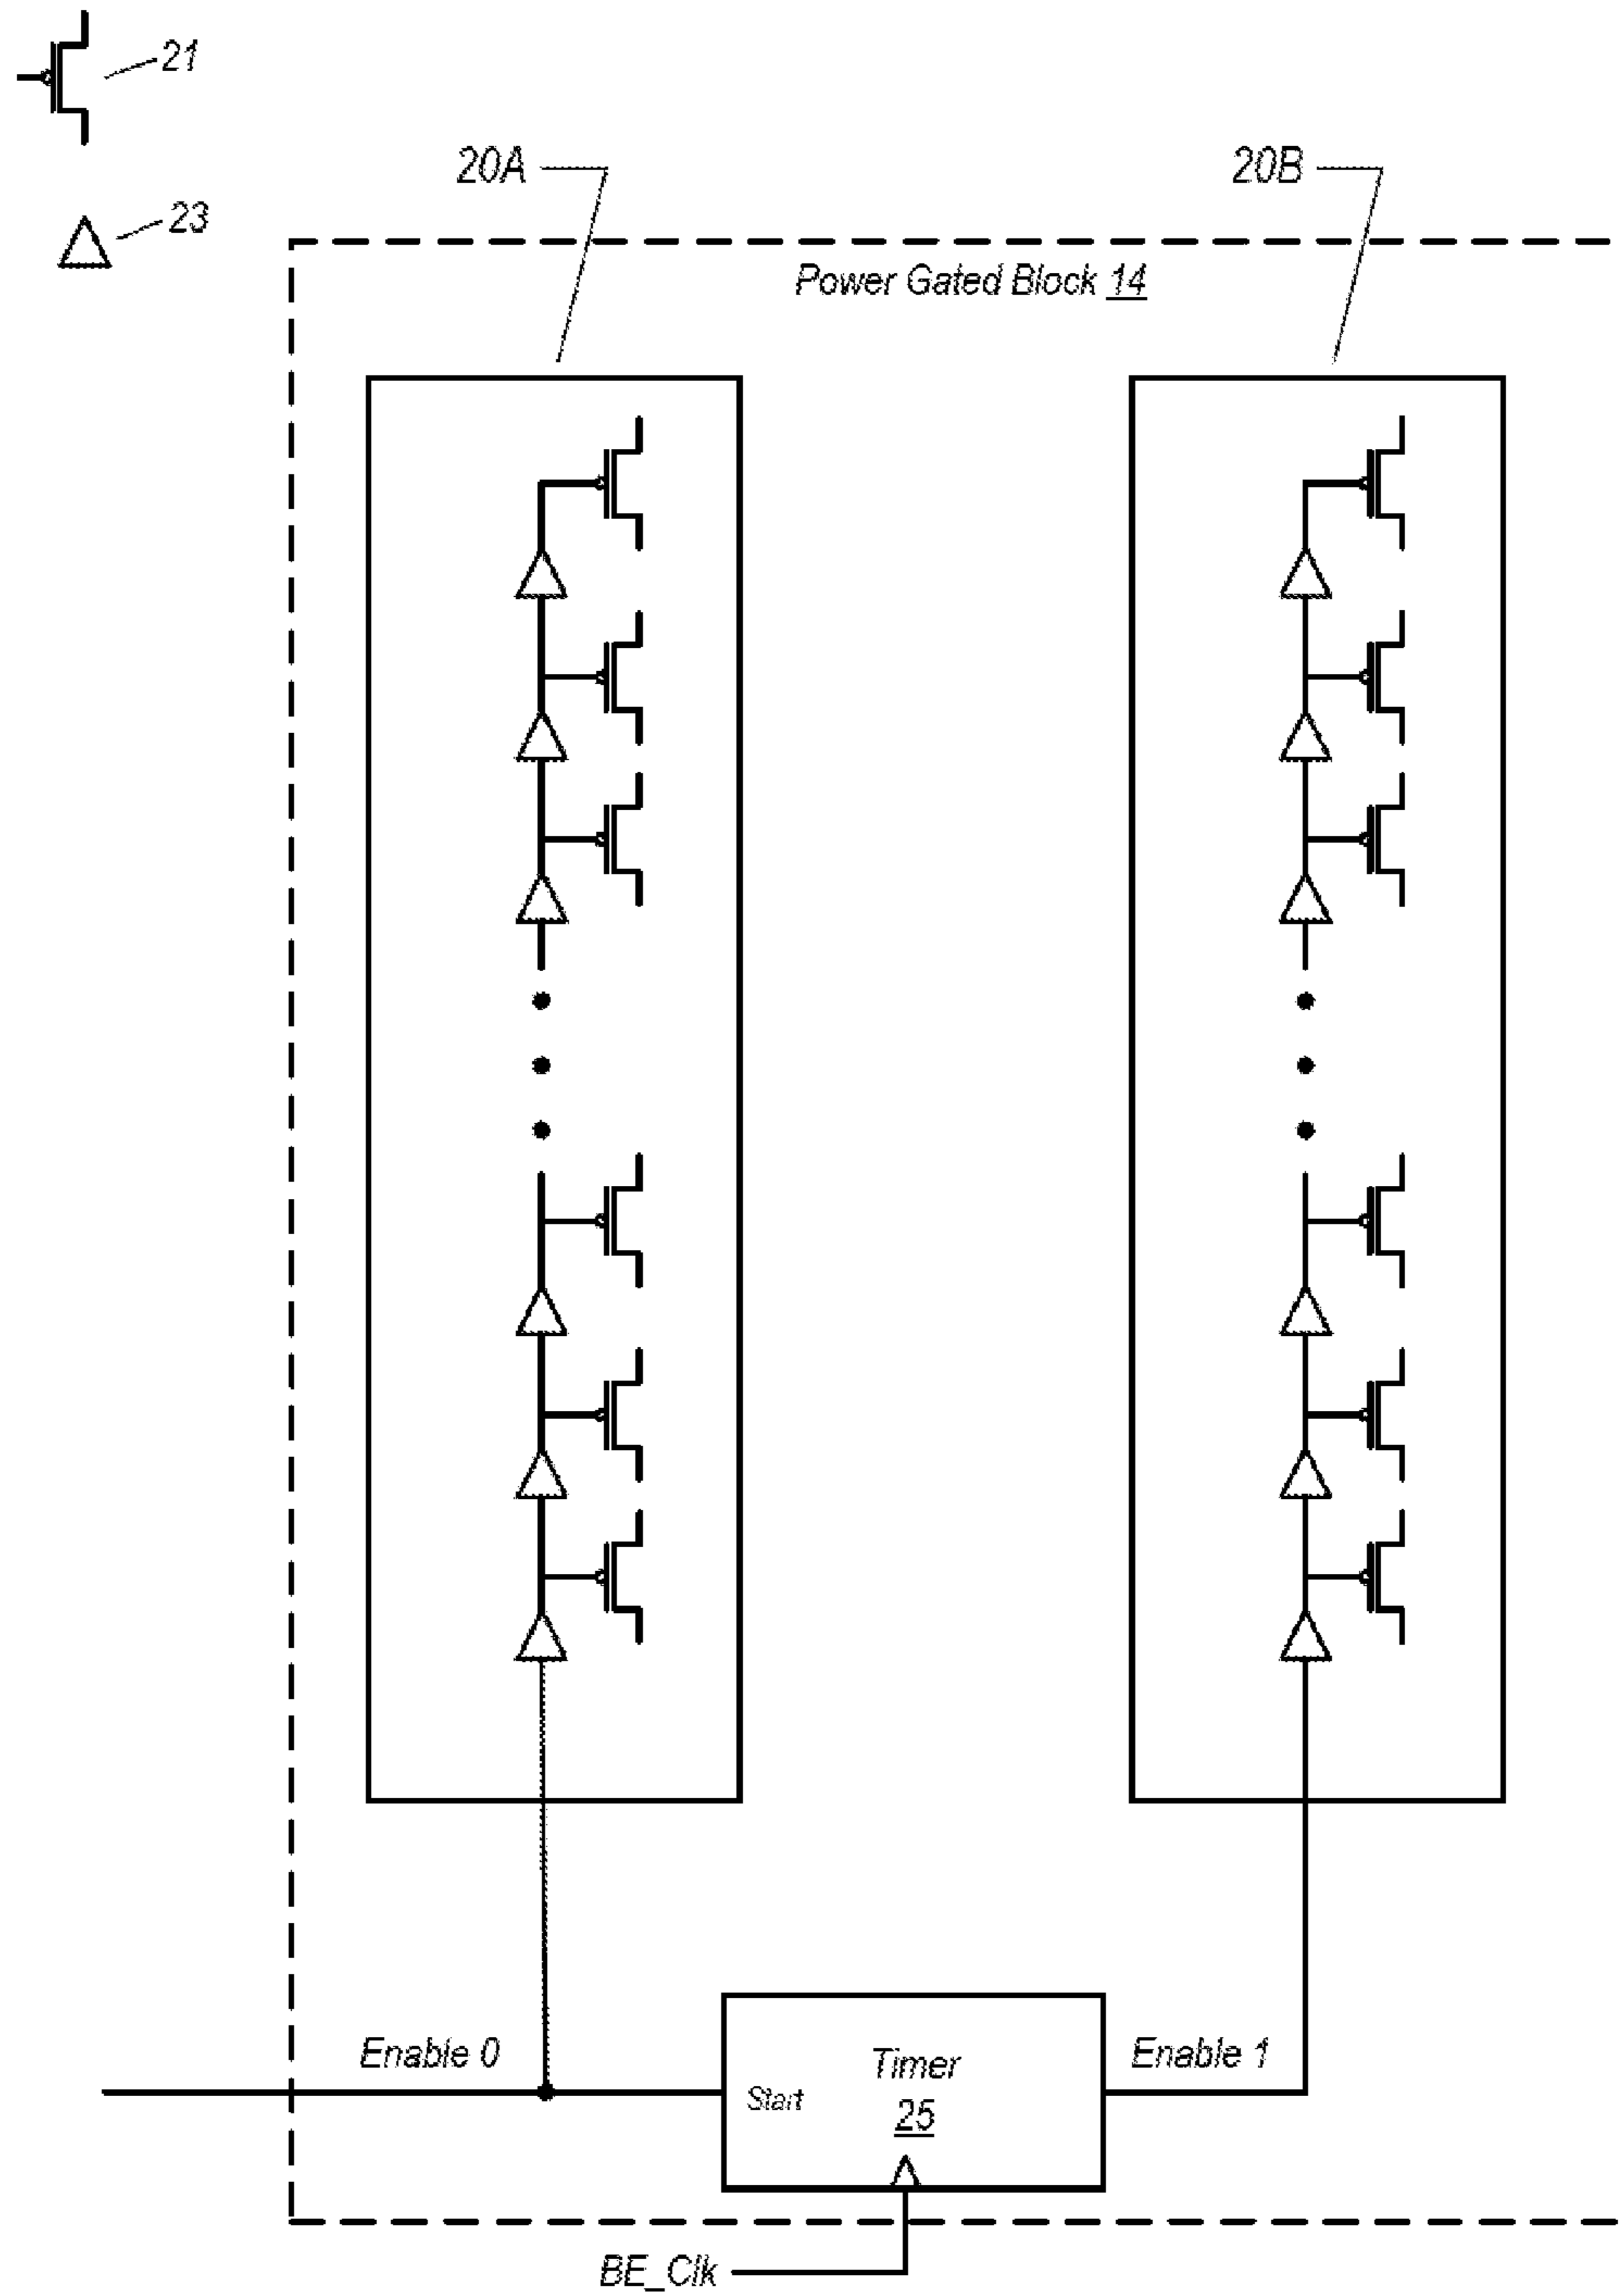 21
20A
20B
23
Power Gated Block 14
Enable 0
Timer
Enable 1
Start
25
BE_Clk